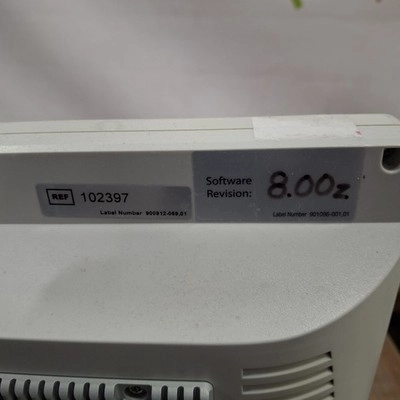 REF 102397
Label Number
Software
Revision: 8.00z
Label Number